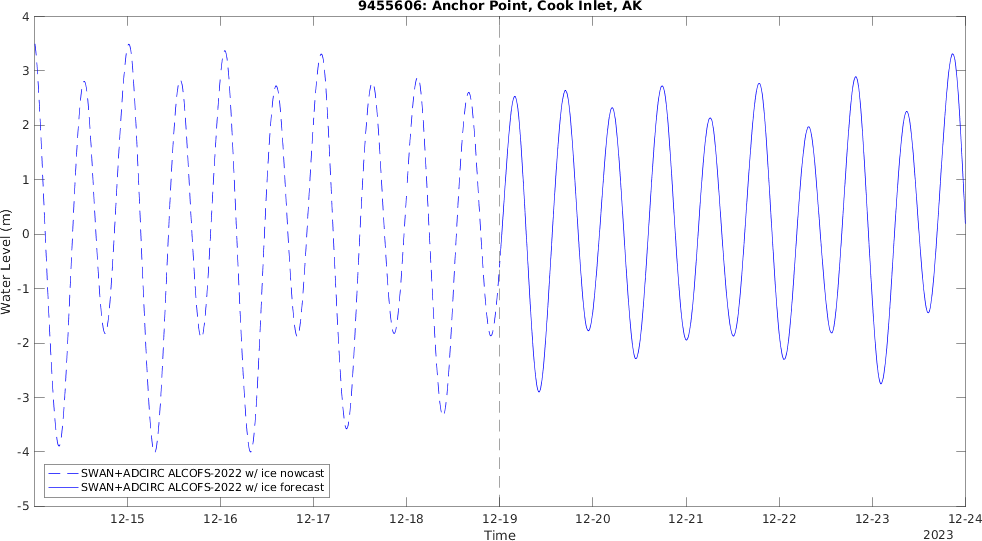 9455606: Anchor Point, Cook Inlet, AK
4
3
2
1
0
-1
-2
-3
-4
-5
Water Level (m)
SWAN+ADCIRC ALCOFS-2022 w/ ice nowcast
SWAN+ADCIRC ALCOFS-2022 w/ ice forecast
12-15 12-16 12-17 12-18 12-19 12-20 12-21 12-22 12-23 12-24
Time
2023